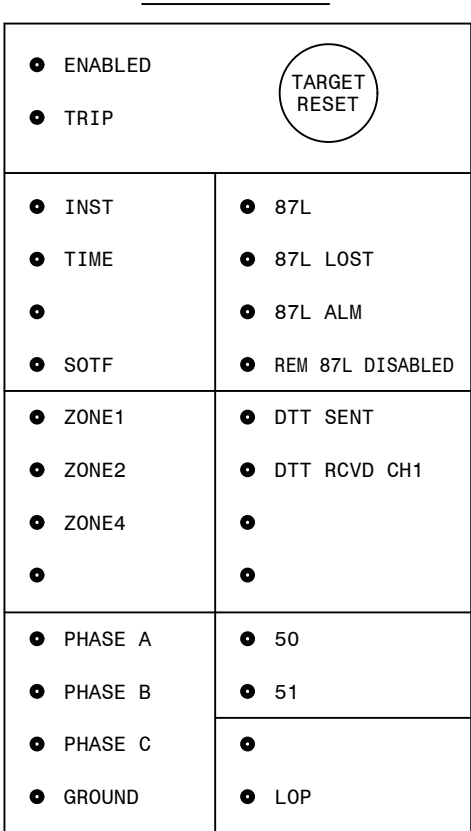 ENABLED
TRIP
TARGET
RESET
INST
TIME
SOTF
87L
87L LOST
87L ALM
REM 87L DISABLED
ZONE1
ZONE2
ZONE4
DTT SENT
DTT RCVD CH1
PHASE A
PHASE B
PHASE C
GROUND
50
51
LOP